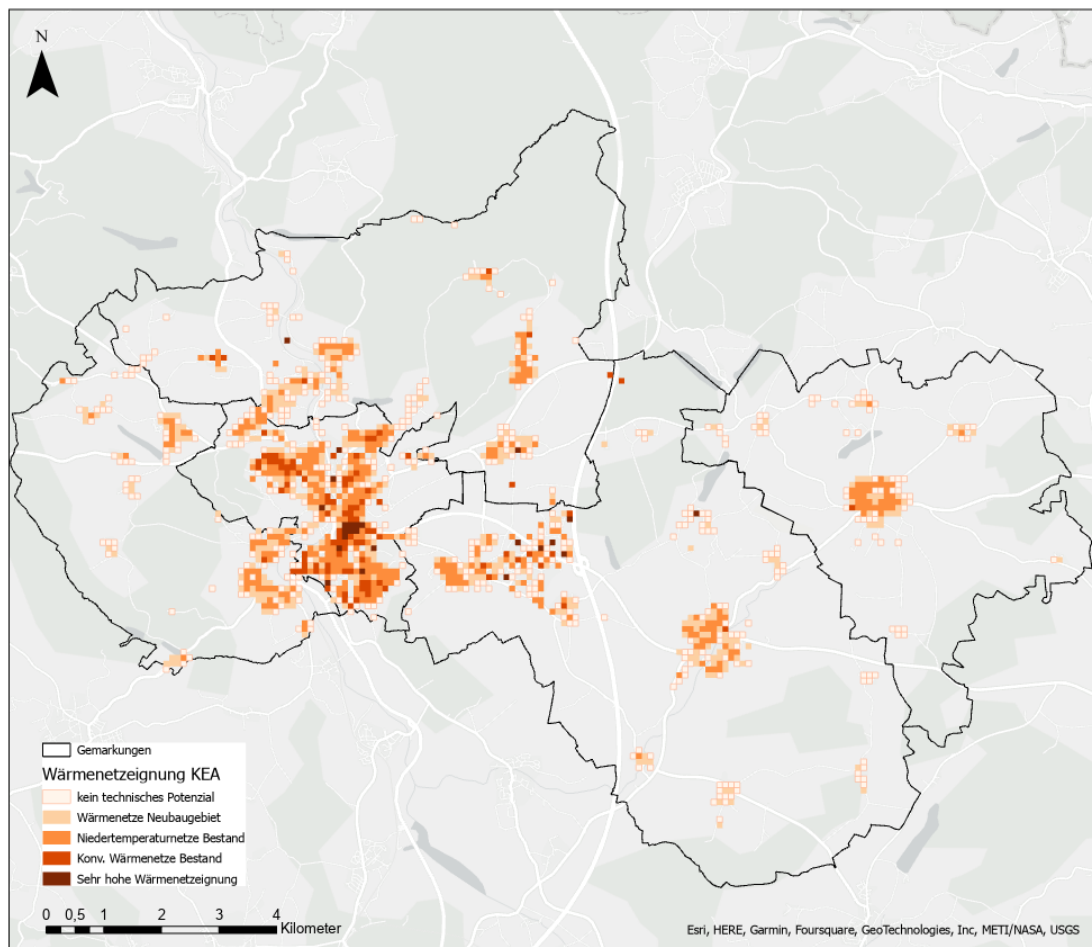 N
Gemarkungen
Wärmenetzeignung KEA
kein technisches Potenzial
Wärmenetze Neubaugebiet
Niedertemperaturnetze Bestand
Konv. Wärmenetze Bestand
Sehr hohe Wärmenetzeignung
0 0,5 1 2 3 4
Kilometer
Esri, HERE, Garmin, Foursquare, GeoTechnologies, Inc, METI/NASA, USGS